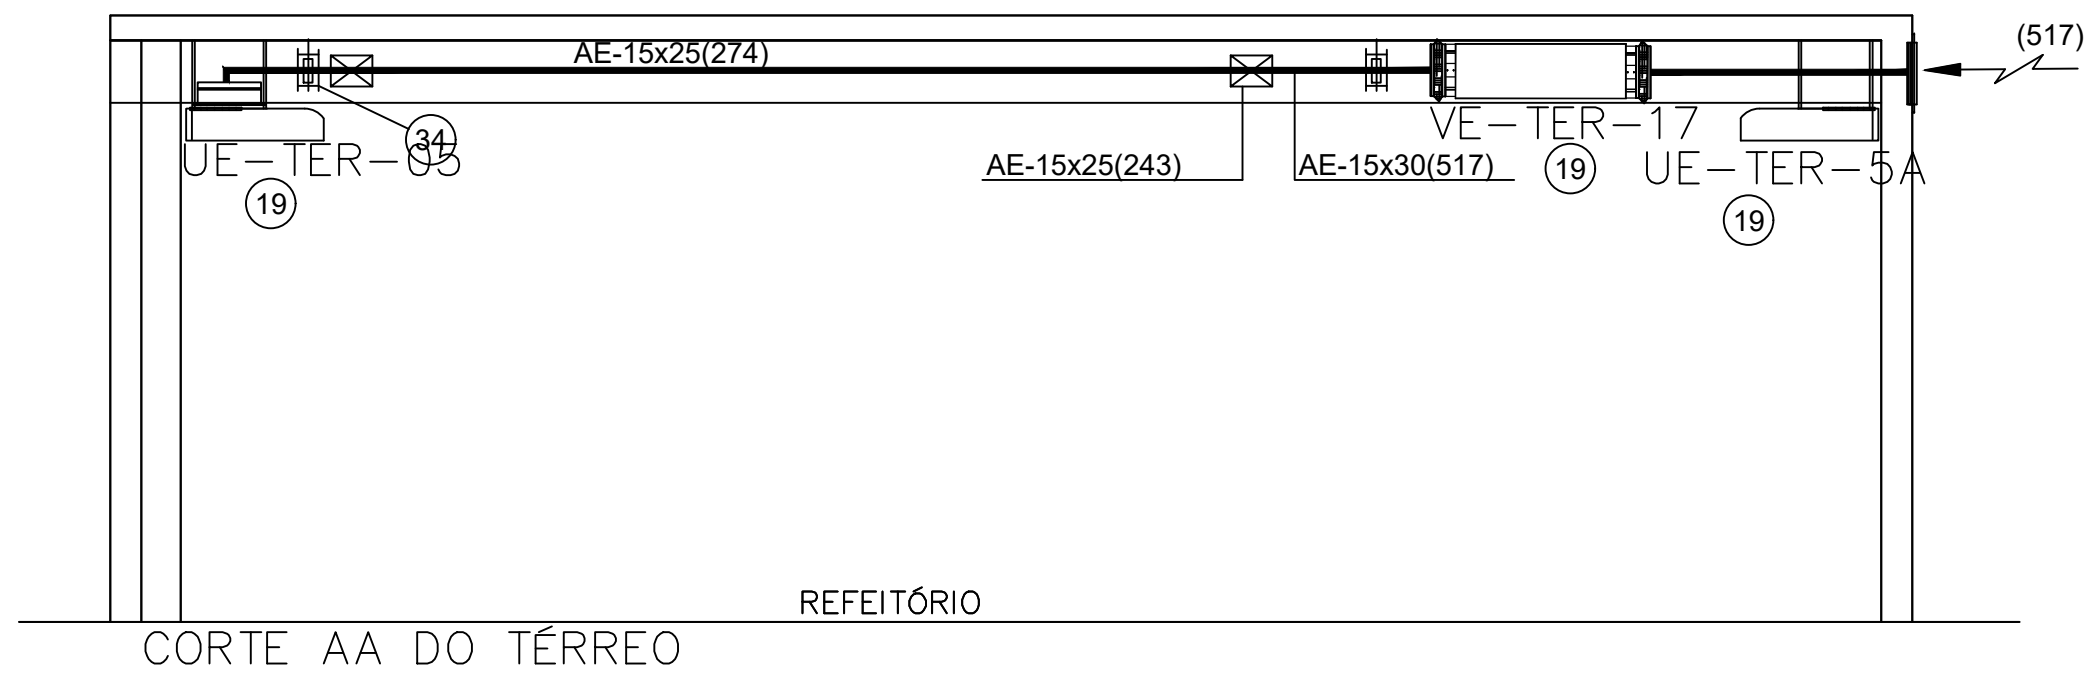 (517)
AE-15x25(274)
34
UE-TER-05
19
AE-15x25(243)
AE-15x30(517)
VE-TER-17
19
UE-TER-5A
19
REFEITÓRIO
CORTE AA DO TÉRREO